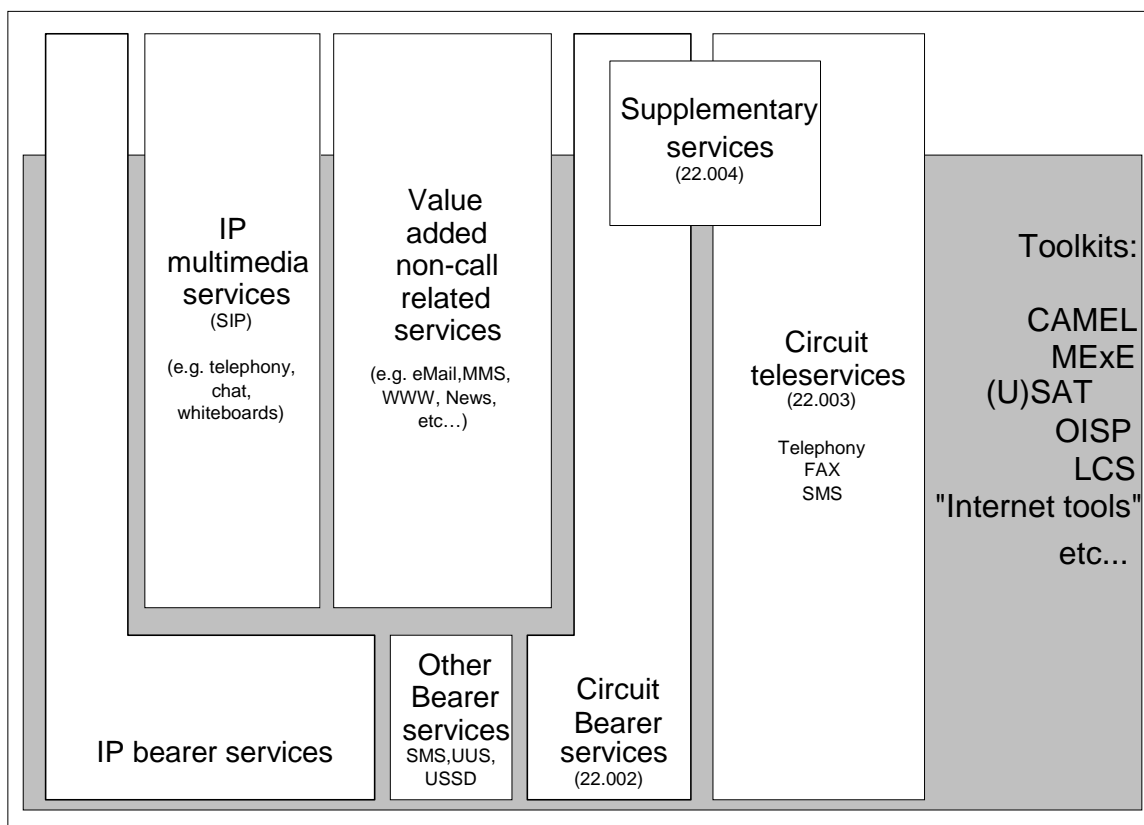 IP
multimedia
services
(SIP)
(e.g. telephony,
chat,
whiteboards)
Value
added
non-call
related
services
(e.g. eMail,MMS,
WWW, News,
etc…)
Supplementary
services
(22.004)
Circuit
teleservices
(22.003)
Telephony
FAX
SMS
Toolkits:
CAMEL
MExE
(U)SAT
OISP
LCS
"Internet tools"
etc...
IP bearer services
Other
Bearer
services
SMS,UUS,
USSD
Circuit
Bearer
services
(22.002)